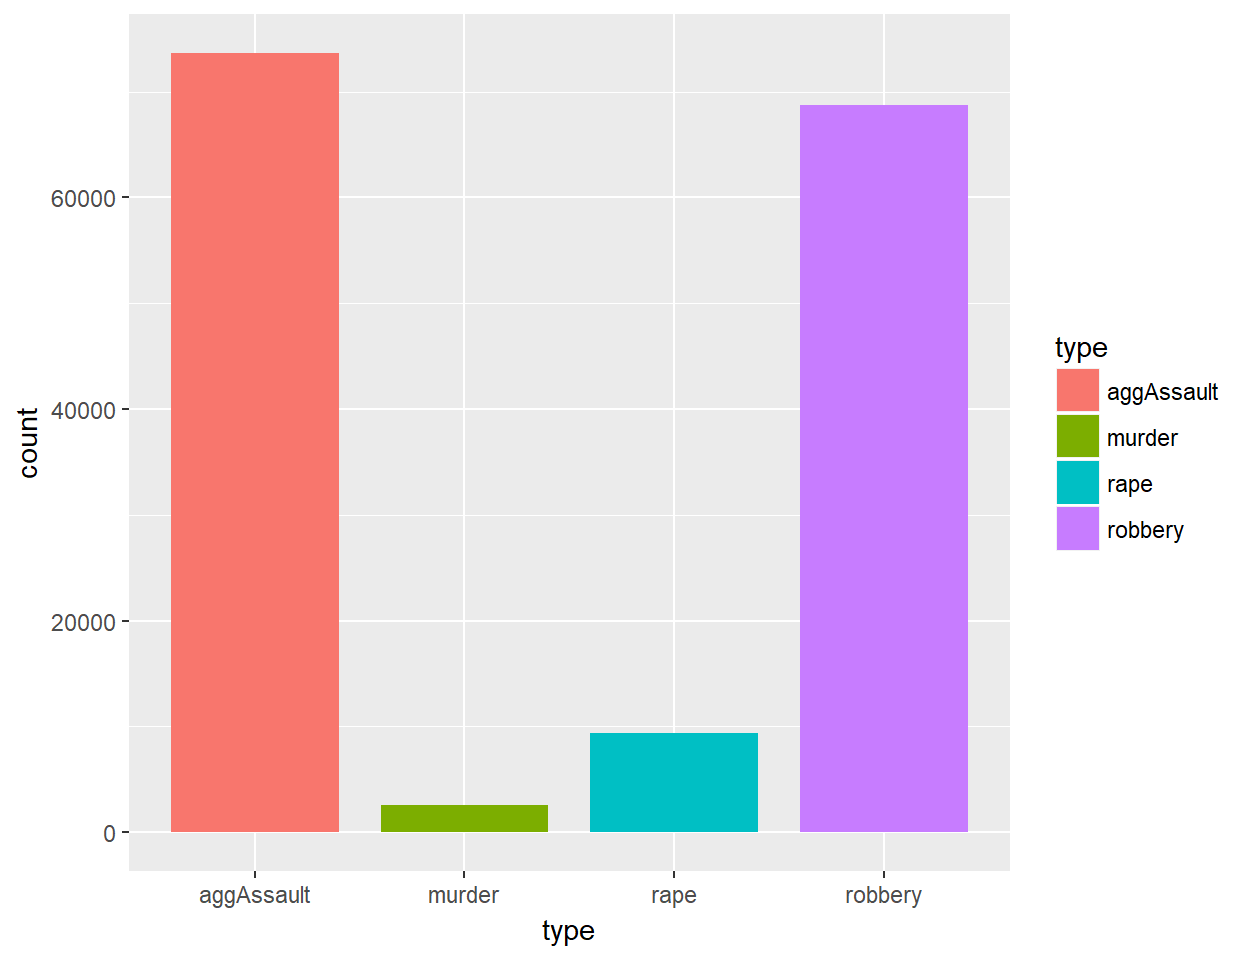 60000
40000
20000
0
count
aggAssault
murder
rape
robbery
type
type
aggAssault
murder
rape
robbery